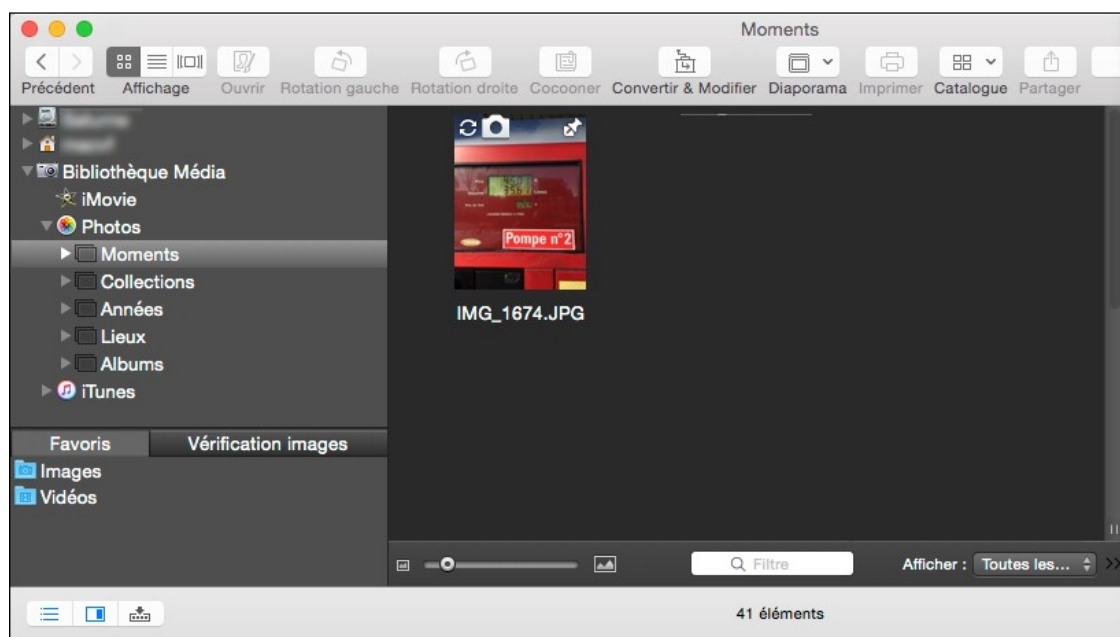 Moments
Précédent Affichage Ouvrir Rotation gauche Rotation droite Cocooner Convertir & Modifier Diaporama Imprimer Catalogue Partager
Bibliothèque Média
iMovie
Photos
Moments
Collections
Années
Lieux
Albums
iTunes
Pompe n°2
IMG_1674.JPG
Favoris Vérification images
Images
Vidéos
Filtre Afficher : Toutes les...
41 éléments